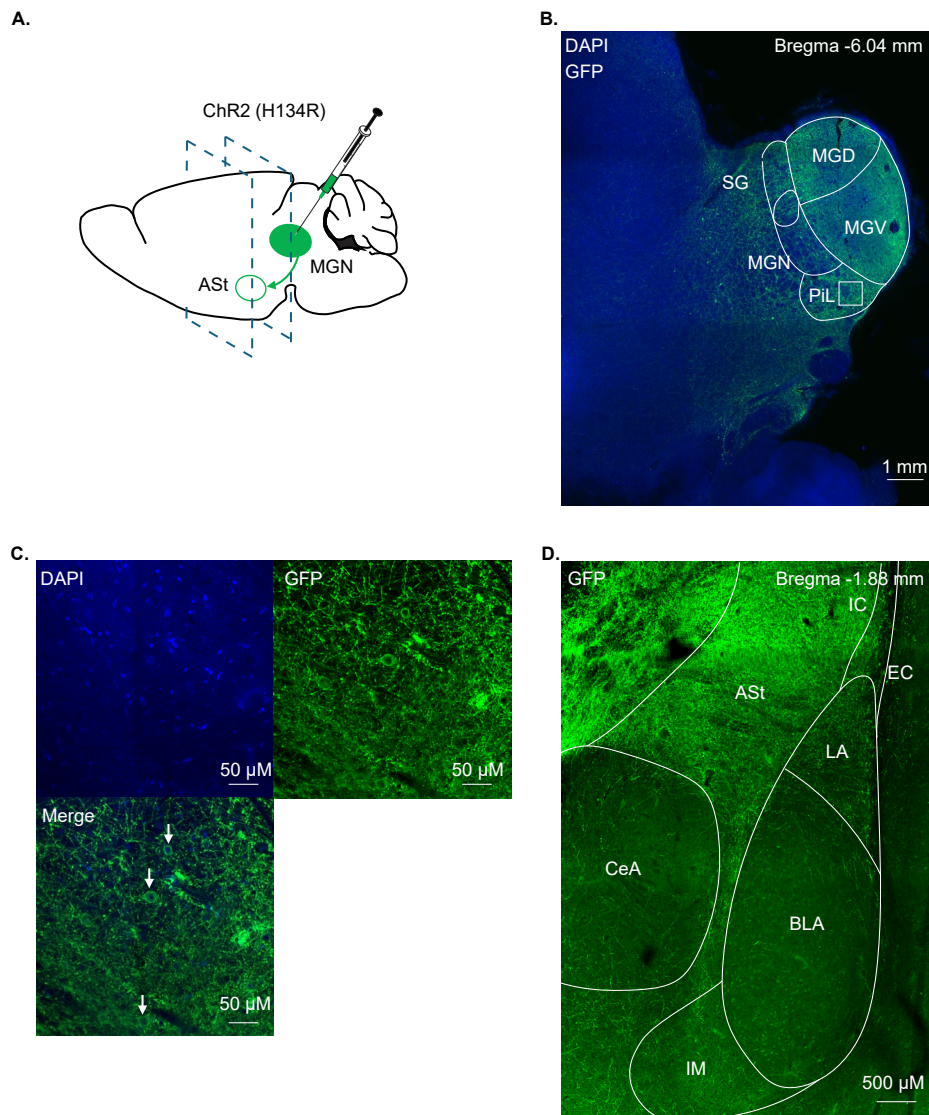 A.
ChR2 (H134R)
MGN
ASt
B.
DAPI
Bregma -6.04 mm
GFP
MGD
SG
MGV
MGN
PiL
1 mm
C.
DAPI
GFP
50 µM
50 µM
Merge
50 µM
D.
GFP
Bregma -1.88 mm
IC
EC
ASt
LA
CeA
BLA
IM
500 µM